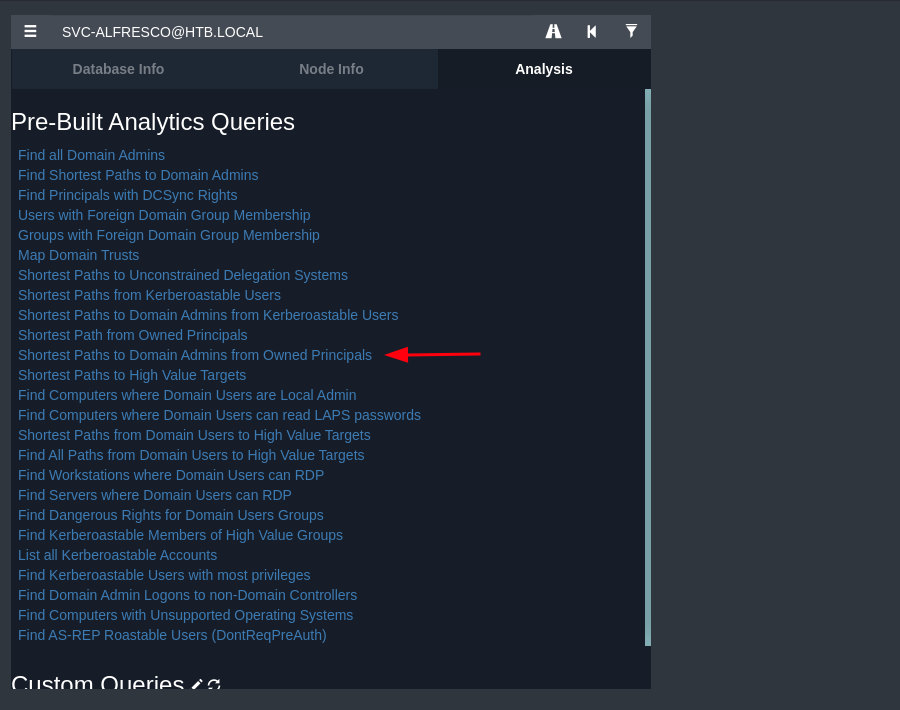 SVC-ALFRESCO@HTB.LOCAL
Database Info Node Info Analysis
Pre-Built Analytics Queries
Find all Domain Admins
Find Shortest Paths to Domain Admins
Find Principals with DCSync Rights
Users with Foreign Domain Group Membership
Groups with Foreign Domain Group Membership
Map Domain Trusts
Shortest Paths to Unconstrained Delegation Systems
Shortest Paths from Kerberoastable Users
Shortest Paths to Domain Admins from Kerberoastable Users
Shortest Path from Owned Principals
Shortest Paths to Domain Admins from Owned Principals
Shortest Paths to High Value Targets
Find Computers where Domain Users are Local Admin
Find Computers where Domain Users can read LAPS passwords
Shortest Paths from Domain Users to High Value Targets
Find All Paths from Domain Users to High Value Targets
Find Workstations where Domain Users can RDP
Find Servers where Domain Users can RDP
Find Dangerous Rights for Domain Users Groups
Find Kerberoastable Members of High Value Groups
List all Kerberoastable Accounts
Find Kerberoastable Users with most privileges
Find Domain Admin Logons to non-Domain Controllers
Find Computers with Unsupported Operating Systems
Find AS-REP Roastable Users (DontReqPreAuth)
Custom Queries